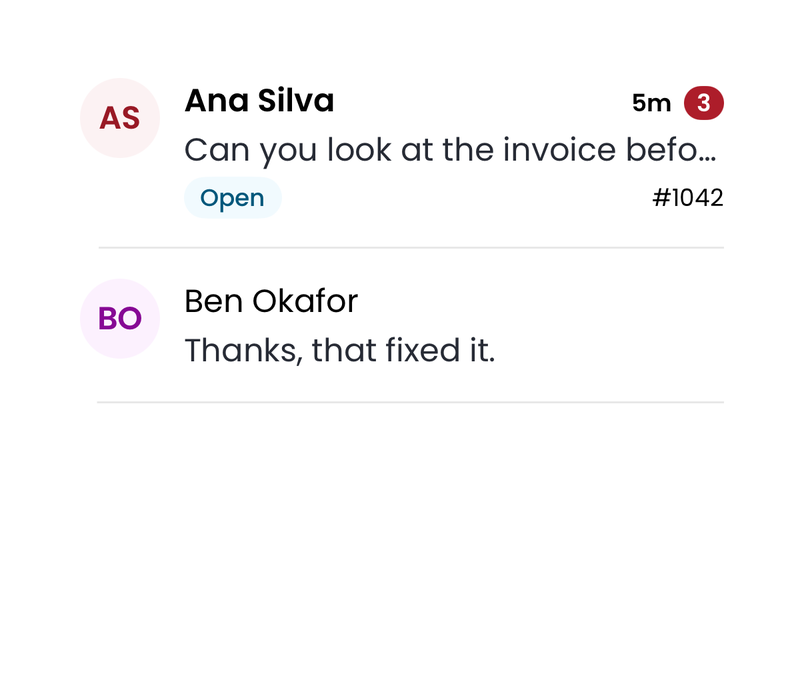 AS Ana Silva 5m 3
Can you look at the invoice befo...
Open #1042
BO Ben Okafor
Thanks, that fixed it.